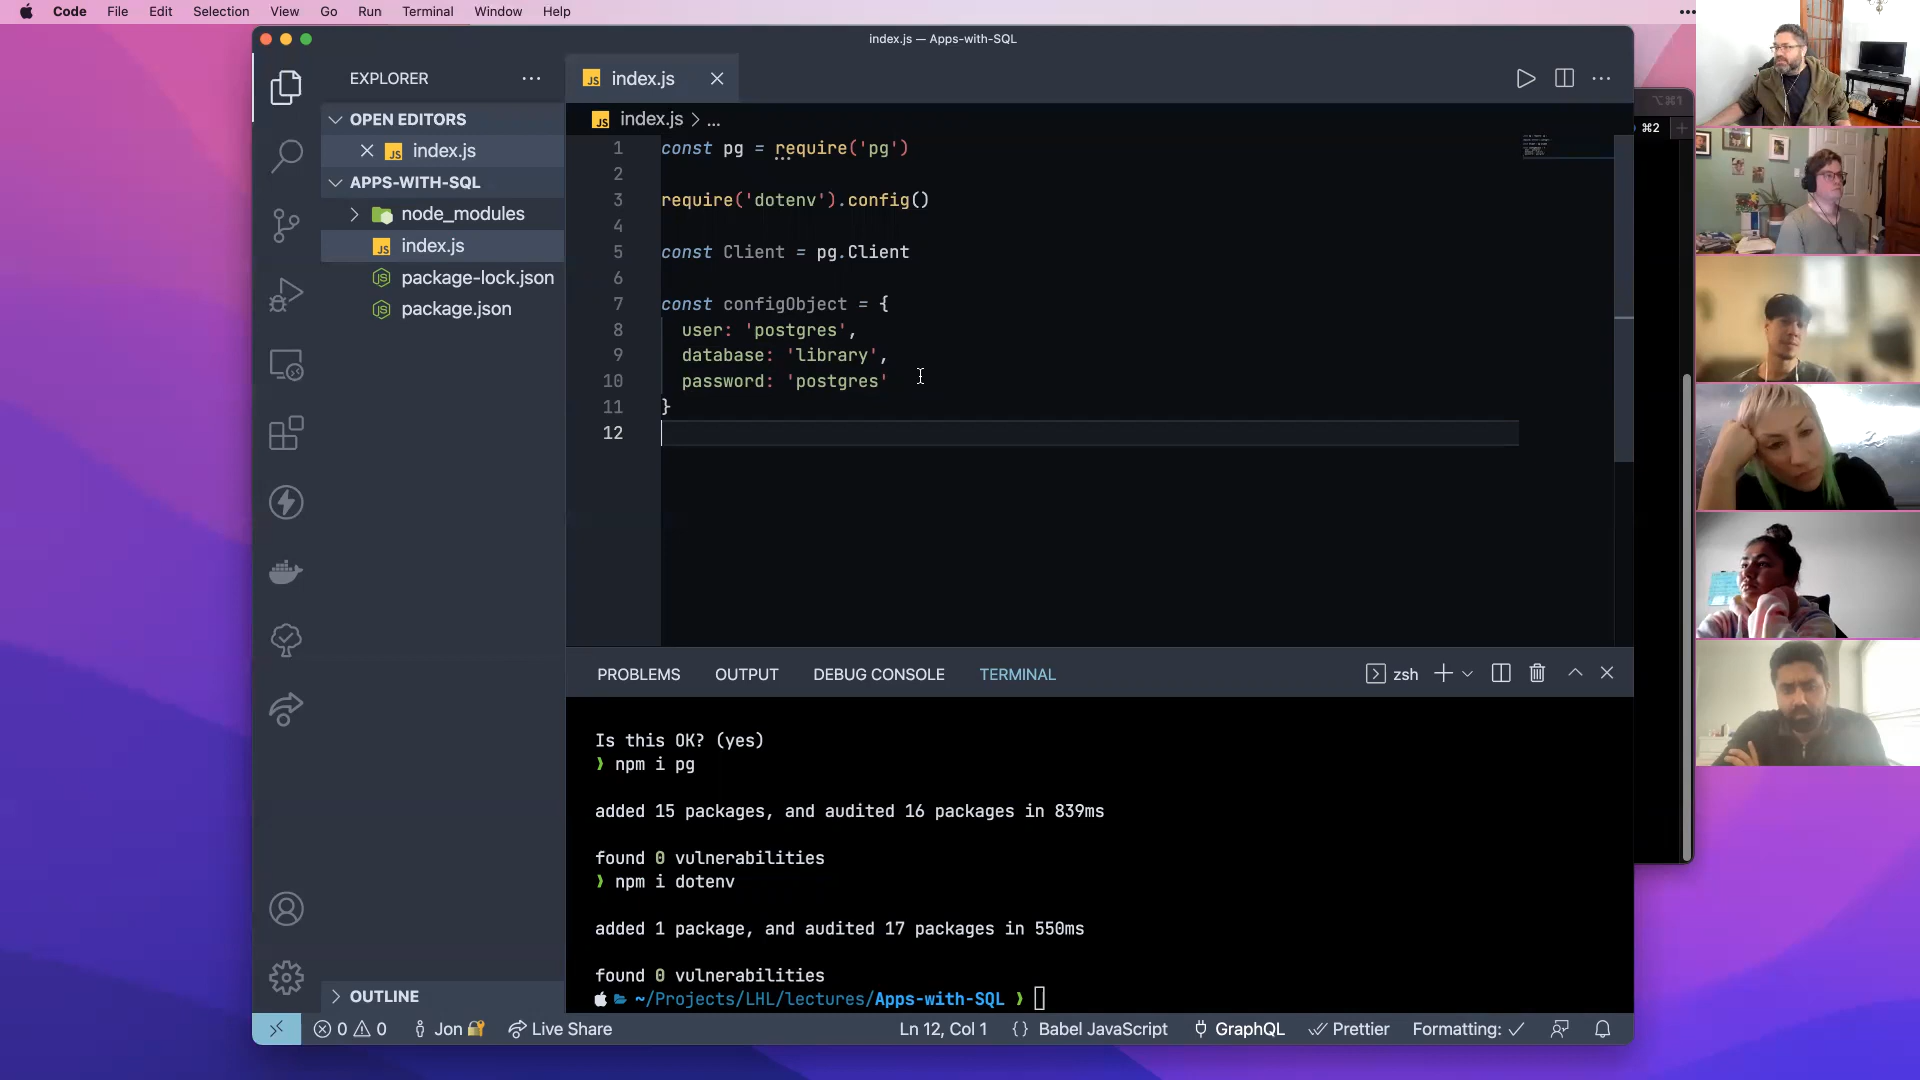 Code File Edit Selection View Go Run Terminal Window Help
index.js — Apps-with-SQL
EXPLORER
index.js
OPEN EDITORS
index.js
APPS-WITH-SQL
node_modules
index.js
package-lock.json
package.json
OUTLINE
index.js > ...
1 const pg = require('pg')
2
3 require('dotenv').config()
4
5 const Client = pg.Client
6
7 const configObject = {
8 user: 'postgres',
9 database: 'library',
10 password: 'postgres'
11 }
12
PROBLEMS OUTPUT DEBUG CONSOLE TERMINAL
zsh
Is this OK? (yes)
❯ npm i pg
added 15 packages, and audited 16 packages in 839ms
found 0 vulnerabilities
❯ npm i dotenv
added 1 package, and audited 17 packages in 550ms
found 0 vulnerabilities
~/Projects/LHL/lectures/Apps-with-SQL ❯
0 0 Jon Live Share Ln 12, Col 1 {} Babel JavaScript GraphQL Prettier Formatting:
⌥⌘1
⌘2